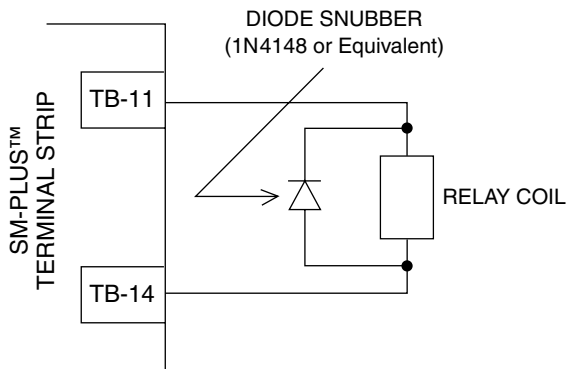 DIODE SNUBBER
(1N4148 or Equivalent)
SM-PLUS™
TERMINAL STRIP
TB-11
RELAY COIL
TB-14